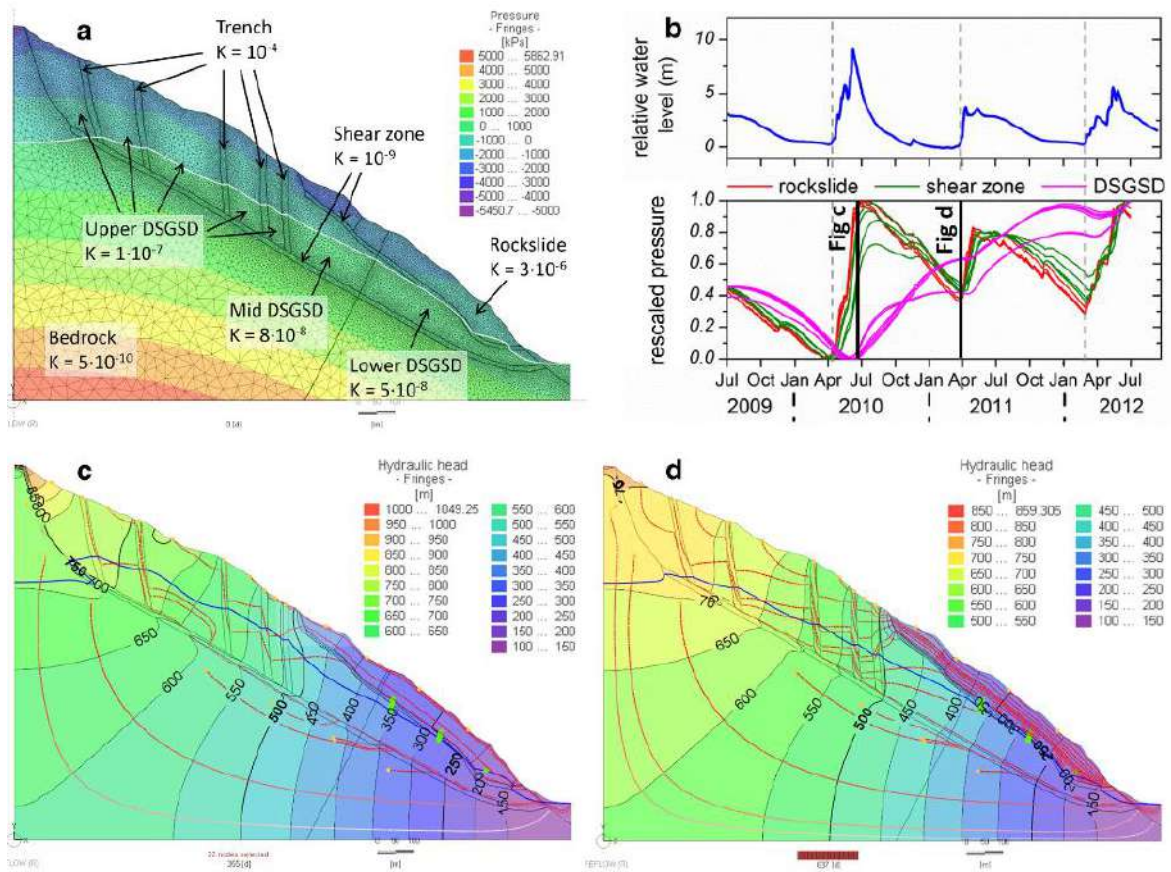 a
Trench
K = 10⁻⁴
Shear zone
K = 10⁻⁹
Rockslide
K = 3·10⁻⁶
Upper DSGSD
K = 1·10⁻⁷
Mid DSGSD
K = 8·10⁻⁸
Lower DSGSD
K = 5·10⁻⁸
Bedrock
K = 5·10⁻¹⁰
Pressure
- Fringes -
[kPa]
5000 ... 5862.91
4000 ... 5000
3000 ... 4000
2000 ... 3000
1000 ... 2000
0 ... 1000
-1000 ... 0
-2000 ... -1000
-3000 ... -2000
-4000 ... -3000
-5000 ... -4000
-5450.7 ... -5000
0 [d]
[m]
b
relative water
level (m)
10
5
0
rockslide shear zone DSGSD
rescaled pressure
1.0
0.8
0.6
0.4
0.2
0.0
Fig c
Fig d
Jul Oct Jan Apr Jul Oct Jan Apr Jul Oct Jan Apr Jul
2009 2010 2011 2012
c
Hydraulic head
- Fringes -
[m]
1000 ... 1049.25
950 ... 1000
900 ... 950
850 ... 900
800 ... 850
750 ... 800
700 ... 750
650 ... 700
600 ... 650
550 ... 600
500 ... 550
450 ... 500
400 ... 450
350 ... 400
300 ... 350
250 ... 300
200 ... 250
150 ... 200
100 ... 150
750
700
650
600
550
500
450
400
350
300
250
200
150
22 nodes selected
365 [d]
[m]
d
Hydraulic head
- Fringes -
[m]
850 ... 859.305
800 ... 850
750 ... 800
700 ... 750
650 ... 700
600 ... 650
550 ... 600
500 ... 550
450 ... 500
400 ... 450
350 ... 400
300 ... 350
250 ... 300
200 ... 250
150 ... 200
100 ... 150
650
600
550
500
450
400
150
637 [d]
[m]